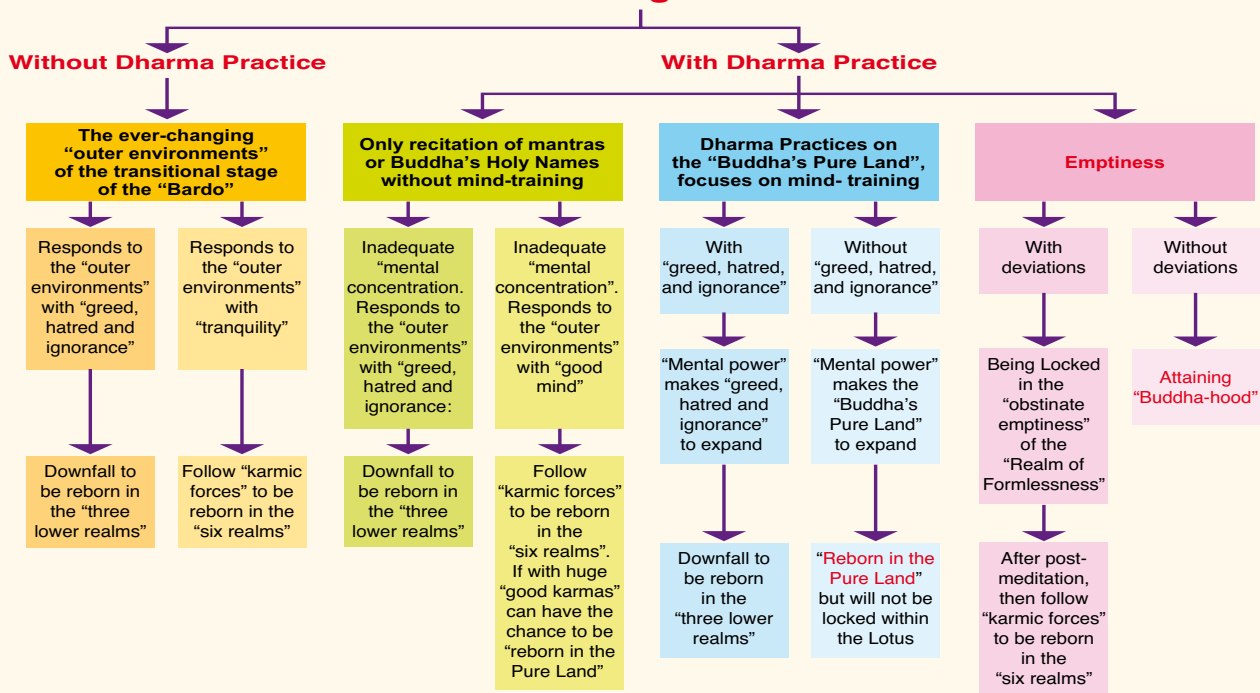 Without Dharma Practice
With Dharma Practice
The ever-changing
“outer environments”
of the transitional stage
of the “Bardo”
Only recitation of mantras
or Buddha’s Holy Names
without mind-training
Dharma Practices on
the “Buddha’s Pure Land”,
focuses on mind- training
Emptiness
Responds to
the “outer
environments”
with “greed,
hatred and
ignorance”
Responds to
the “outer
environments”
with
“tranquility”
Inadequate
“mental
concentration.
Responds to
the “outer
environments”
with “greed,
hatred and
ignorance:
Inadequate
“mental
concentration”.
Responds to
the “outer
environments”
with “good
mind”
With
“greed, hatred,
and ignorance”
Without
“greed, hatred,
and ignorance”
With
deviations
Without
deviations
“Mental power”
makes “greed,
hatred and
ignorance”
to expand
“Mental power”
makes the
“Buddha’s
Pure Land”
to expand
Being Locked
in the
“obstinate
emptiness”
of the
“Realm of
Formlessness”
Attaining
“Buddha-hood”
Downfall to
be reborn in
the “three
lower realms”
Follow “karmic
forces” to be
reborn in the
“six realms”
Downfall to
be reborn in
the “three
lower realms”
Follow
“karmic forces”
to be reborn
in the
“six realms”.
If with huge
“good karmas”
can have the
chance to be
“reborn in the
Pure Land”
Downfall to
be reborn
in the
“three lower
realms”
“Reborn in the
Pure Land”
but will not be
locked within
the Lotus
After post-
meditation,
then follow
“karmic forces”
to be reborn
in the
“six realms”